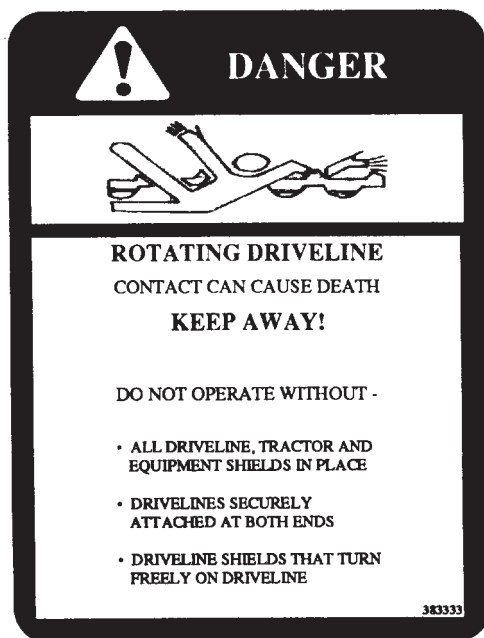 DANGER
ROTATING DRIVELINE
CONTACT CAN CAUSE DEATH
KEEP AWAY!
DO NOT OPERATE WITHOUT -
• ALL DRIVELINE, TRACTOR AND
EQUIPMENT SHIELDS IN PLACE
• DRIVELINES SECURELY
ATTACHED AT BOTH ENDS
• DRIVELINE SHIELDS THAT TURN
FREELY ON DRIVELINE
383333